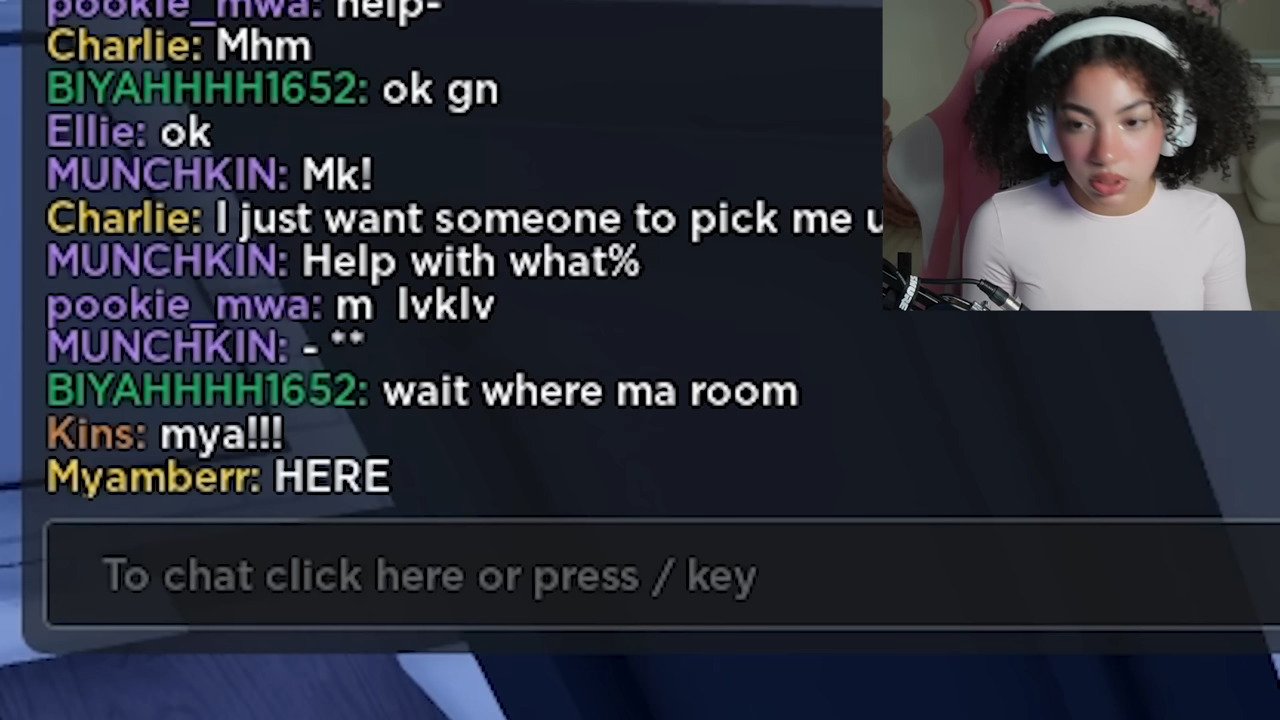 pookie_mwa: help-
Charlie: Mhm
BIYAHHHH1652: ok gn
Ellie: ok
MUNCHKIN: Mk!
Charlie: I just want someone to pick me u
MUNCHKIN: Help with what%
pookie_mwa: m lvklv
MUNCHKIN: - **
BIYAHHHH1652: wait where ma room
Kins: mya!!!
Myamberr: HERE
To chat click here or press / key